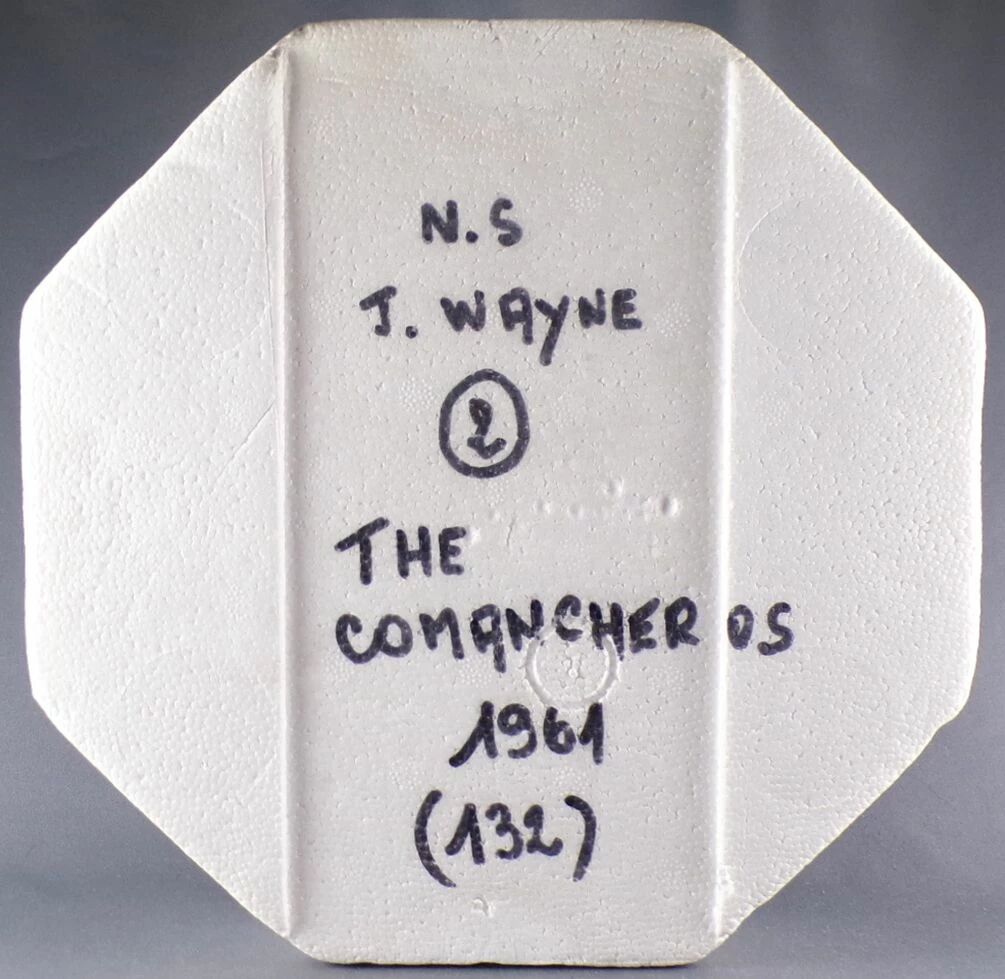 N.S
J. WAYNE
2
THE
COMANCHEROS
1961
(132)